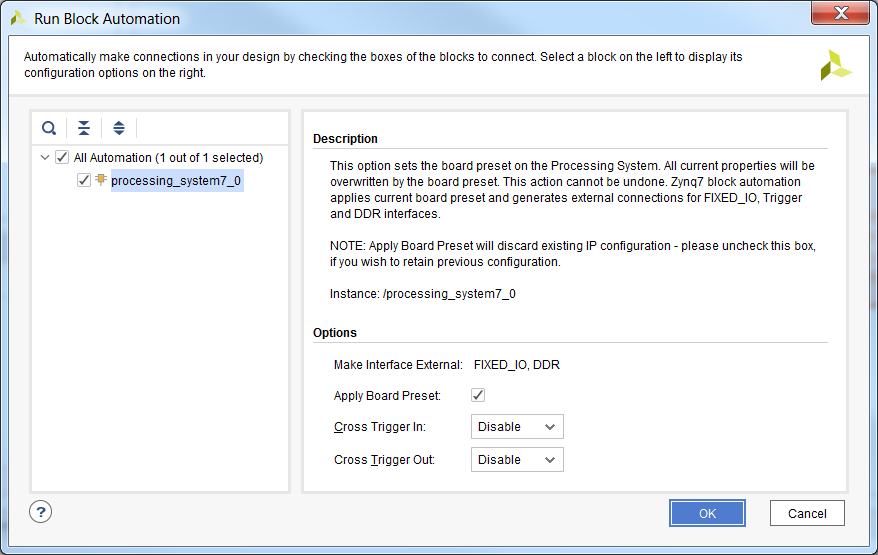 Run Block Automation
Automatically make connections in your design by checking the boxes of the blocks to connect. Select a block on the left to display its
configuration options on the right.
All Automation (1 out of 1 selected)
processing_system7_0
Description
This option sets the board preset on the Processing System. All current properties will be
overwritten by the board preset. This action cannot be undone. Zynq7 block automation
applies current board preset and generates external connections for FIXED_IO, Trigger
and DDR interfaces.
NOTE: Apply Board Preset will discard existing IP configuration - please uncheck this box,
if you wish to retain previous configuration.
Instance: /processing_system7_0
Options
Make Interface External: FIXED_IO, DDR
Apply Board Preset:
Cross Trigger In: Disable
Cross Trigger Out: Disable
? OK Cancel